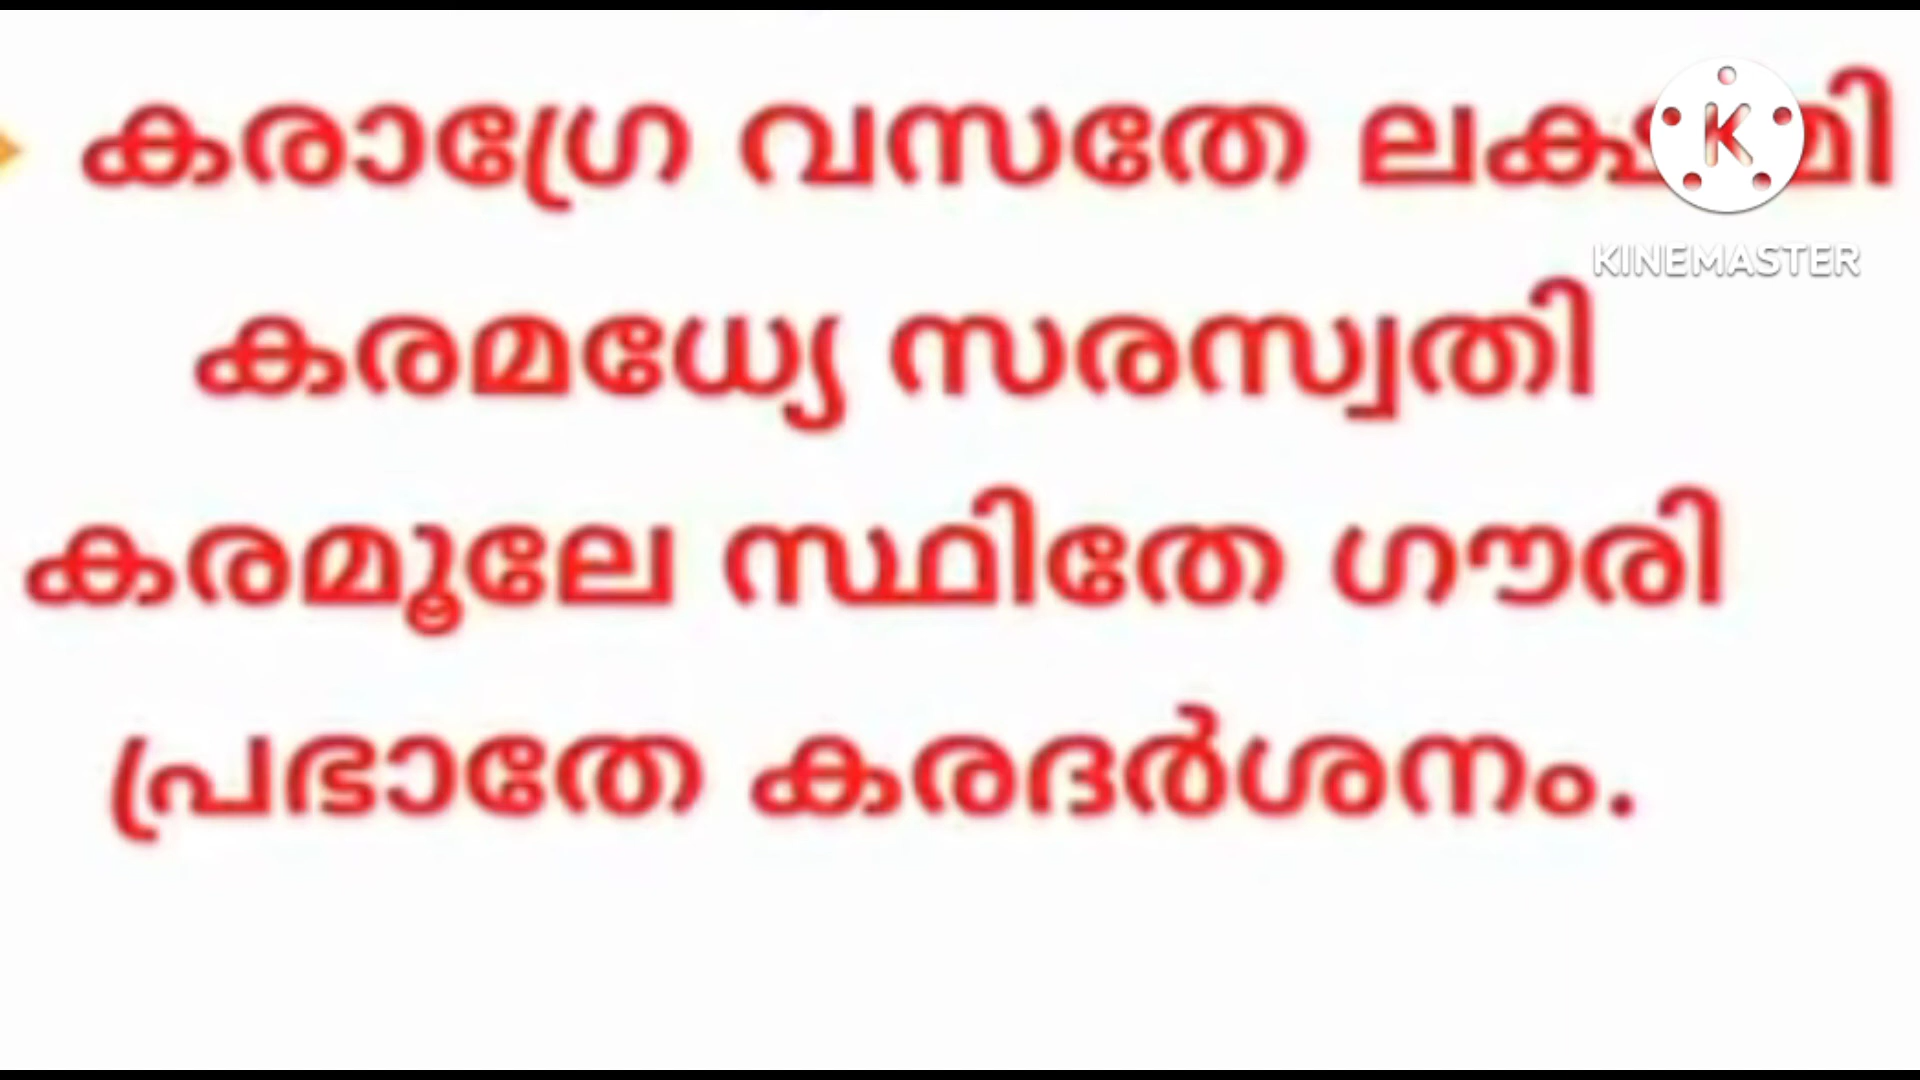 കരാഗ്രേ വസതേ
KINEMASTER
കരമധ്യേ സരസ്വതി
കരമൂലേ സ്ഥിതേ ഗൗരി
പ്രഭാതേ കരദർശനം.